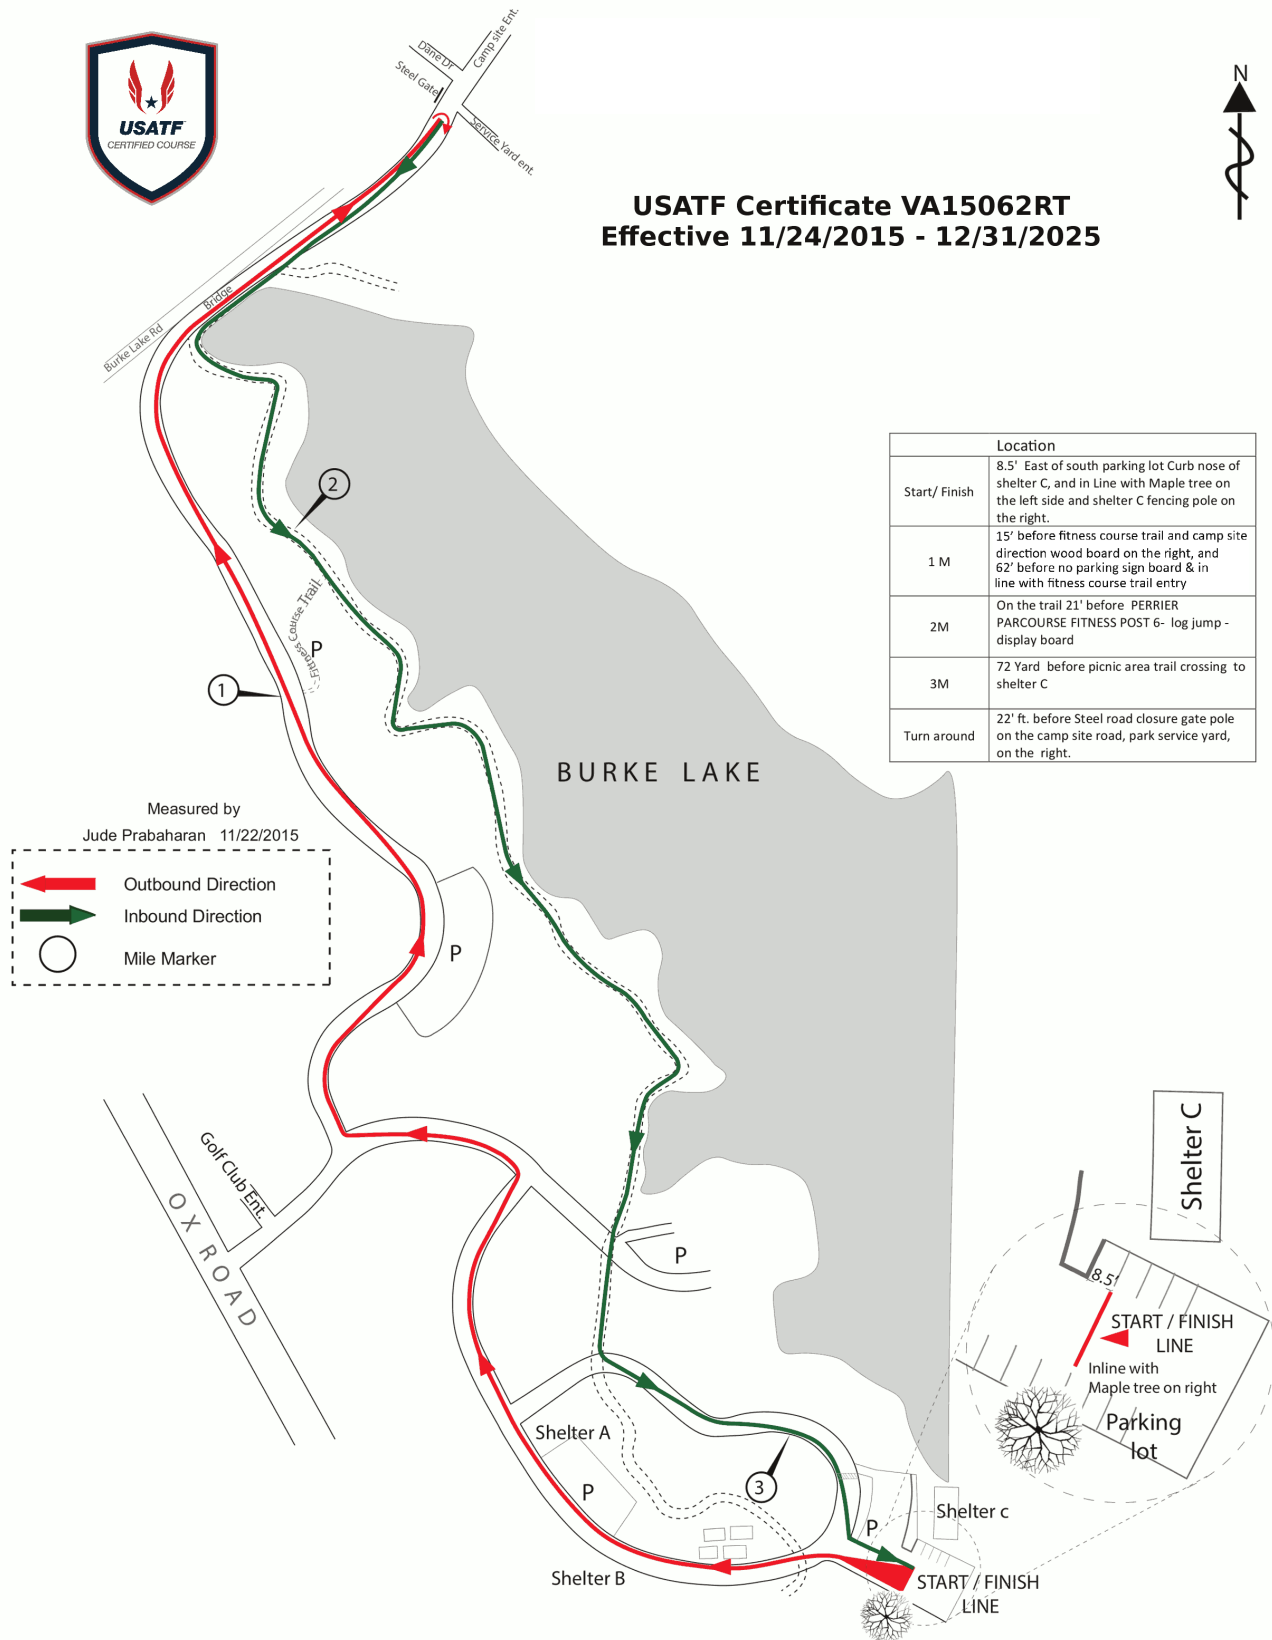 Camp site Ent.
Dane Dr
Steel Gate
Service Yard ent.
N
USATF
CERTIFIED COURSE
USATF Certificate VA15062RT
Effective 11/24/2015 - 12/31/2025
Bridge
Burke Lake Rd
2
Fitness Course Trail
P
1
BURKE LAKE
Location
Start/ Finish
8.5' East of south parking lot Curb nose of
shelter C, and in Line with Maple tree on
the left side and shelter C fencing pole on
the right.
1 M
15' before fitness course trail and camp site
direction wood board on the right, and
62' before no parking sign board & in
line with fitness course trail entry
2M
On the trail 21' before PERRIER
PARCOURSE FITNESS POST 6- log jump -
display board
3M
72 Yard before picnic area trail crossing to
shelter C
Turn around
22' ft. before Steel road closure gate pole
on the camp site road, park service yard,
on the right.
Measured by
Jude Prabaharan 11/22/2015
Outbound Direction
Inbound Direction
Mile Marker
P
Golf Club Ent.
OX ROAD
P
Shelter C
8.5'
START / FINISH
LINE
Inline with
Maple tree on right
Parking
lot
Shelter A
P
3
P
Shelter c
Shelter B
START / FINISH
LINE